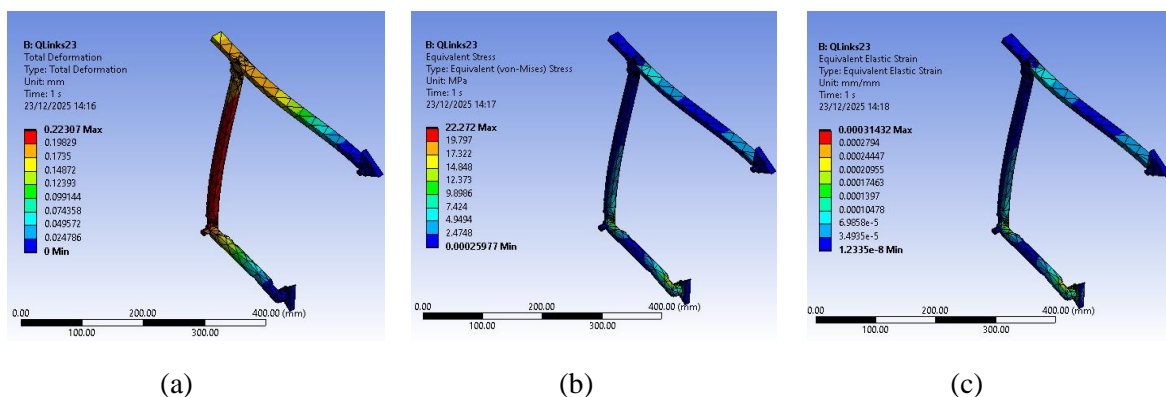 B: QLinks23
Total Deformation
Type: Total Deformation
Unit: mm
Time: 1 s
23/12/2025 14:16
0.22307 Max
0.19829
0.1735
0.14872
0.12393
0.099144
0.074358
0.049572
0.024786
0 Min
0.00
200.00
400.00 (mm)
100.00
300.00
(a)
B: QLinks23
Equivalent Stress
Type: Equivalent (von-Mises) Stress
Unit: MPa
Time: 1 s
23/12/2025 14:17
22.272 Max
19.797
17.322
14.848
12.373
9.8986
7.424
4.9494
2.4748
0.00025977 Min
0.00
200.00
400.00 (mm)
100.00
300.00
(b)
B: QLinks23
Equivalent Elastic Strain
Type: Equivalent Elastic Strain
Unit: mm/mm
Time: 1 s
23/12/2025 14:18
0.00031432 Max
0.0002794
0.00024447
0.00020955
0.00017463
0.0001397
0.00010478
6.9858e-5
3.4935e-5
1.2335e-8 Min
0.00
200.00
400.00 (mm)
100.00
300.00
(c)